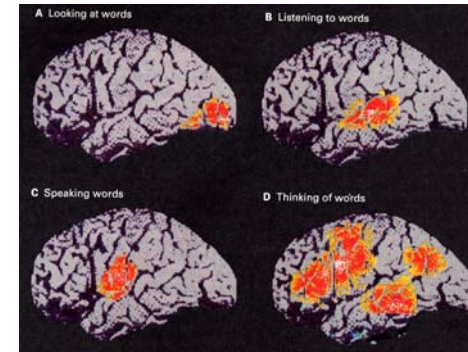 A Looking at words
B Listening to words
C Speaking words
D Thinking of words